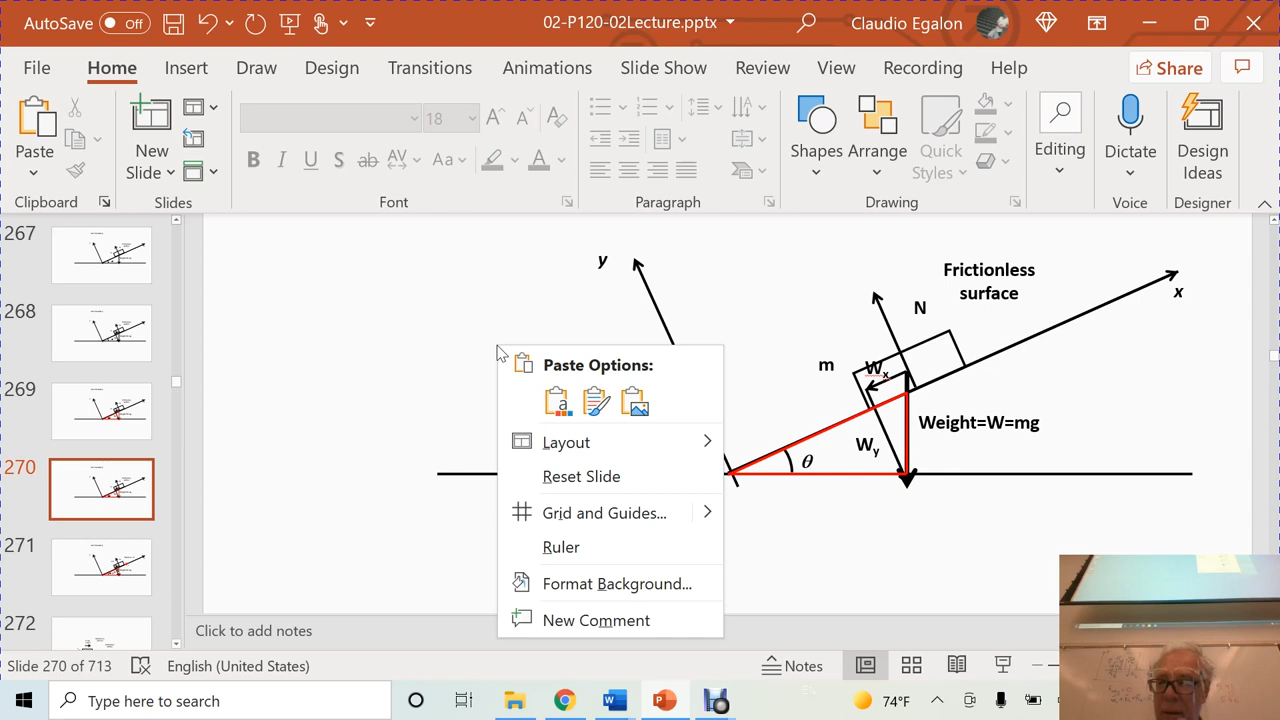 AutoSave Off 02-P120-02Lecture.pptx Claudio Egalon
File Home Insert Draw Design Transitions Animations Slide Show Review View Recording Help Share
Paste New Slide 18 Shapes Arrange Quick Styles Editing Dictate Design Ideas
B I U S ab AV Aa A
Clipboard Slides Font Paragraph Drawing Voice Designer
267
268
269
270
271
272
y
Frictionless
surface
x
N
m
Wx
Weight=W=mg
Wy
θ
Paste Options:
Layout
Reset Slide
Grid and Guides...
Ruler
Format Background...
New Comment
Click to add notes
Slide 270 of 713 English (United States) Notes
Type here to search 74°F